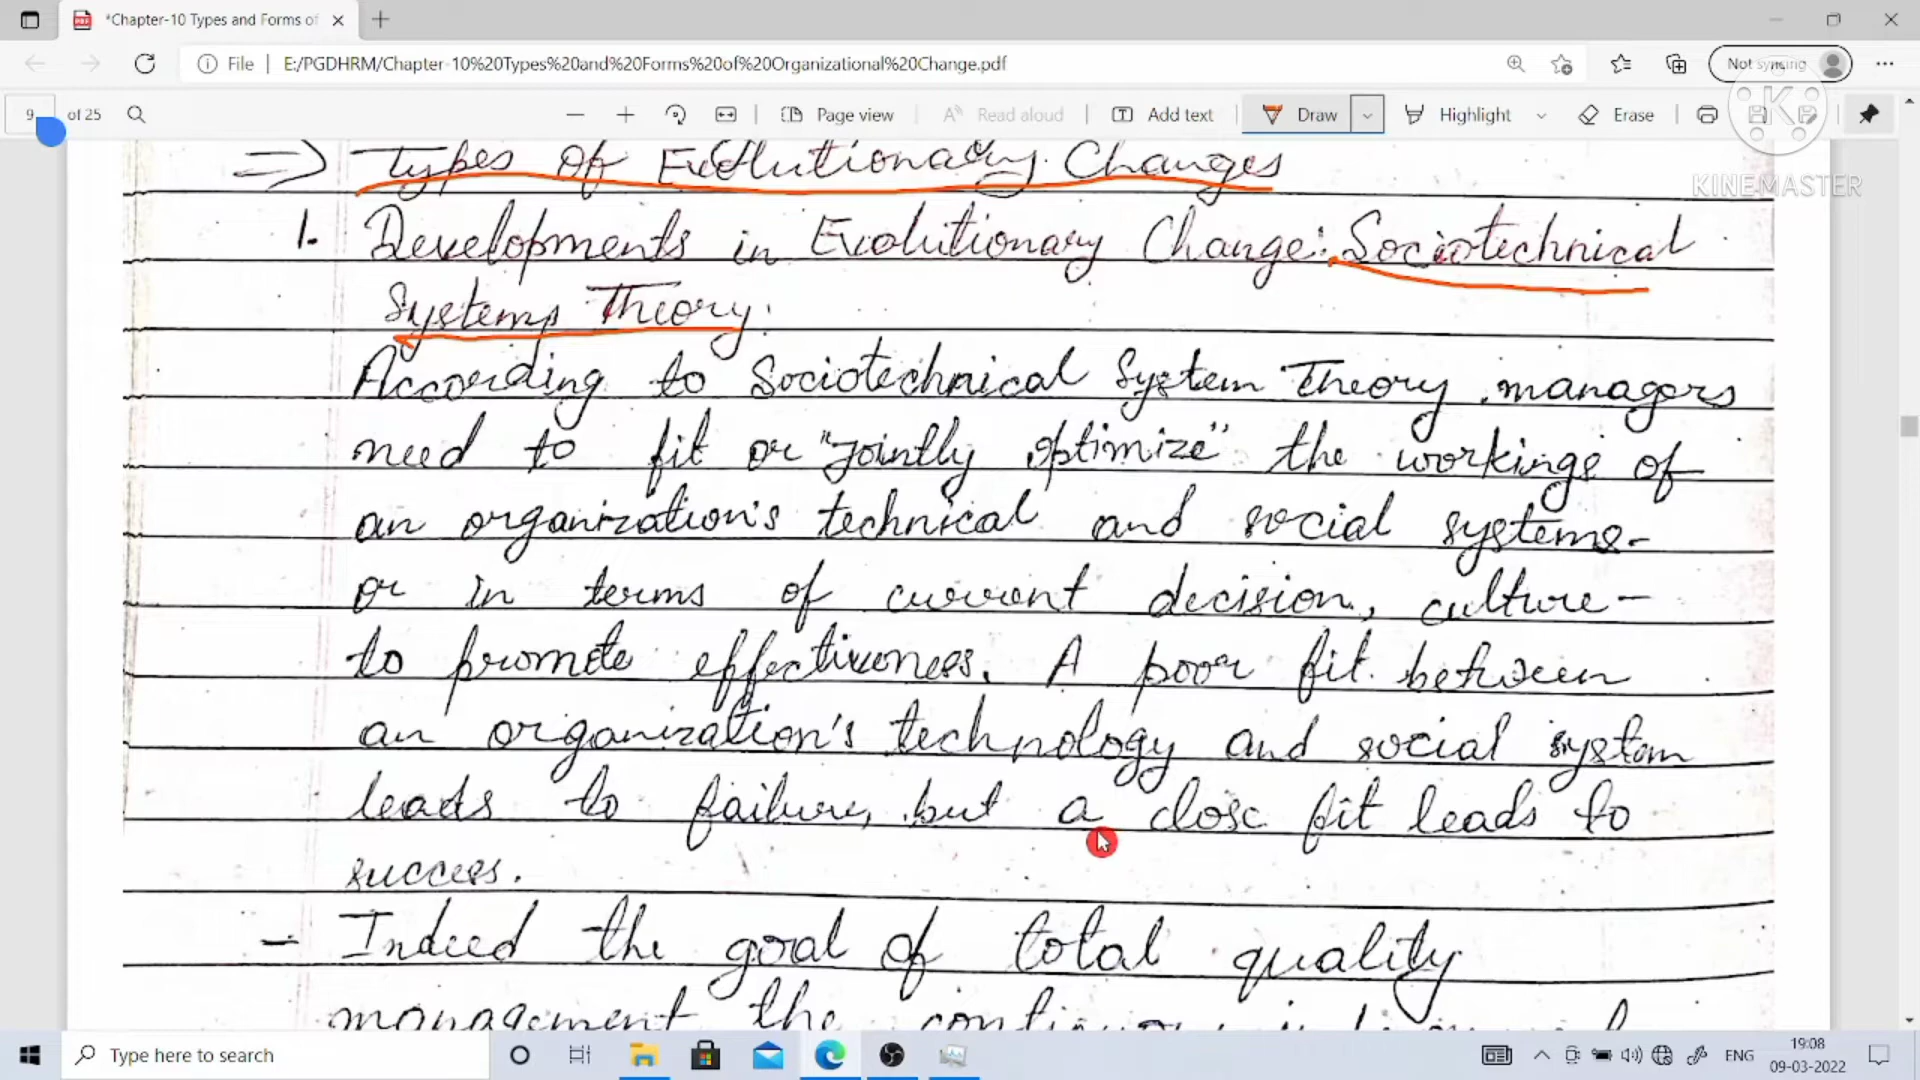 *Chapter-10 Types and Forms of
File E:/PGDHRM/Chapter-10%20Types%20and%20Forms%20of%20Organizational%20Change.pdf Not syncing
9 of 25 Page view Read aloud Add text Draw Highlight Erase
K
KINEMASTER
=> Types of Evolutionary Changes
1. Developments in Evolutionary Change: Sociotechnical
Systems Theory:
According to Sociotechnical System Theory, managers
need to fit or "jointly optimize" the workings of
an organization's technical and social systems-
or in terms of current decision, culture-
to promote effectiveness. A poor fit between
an organization's technology and social system
leads to failure, but a close fit leads to
success.
- Indeed the goal of total quality
management the
Type here to search ENG 19:08
09-03-2022